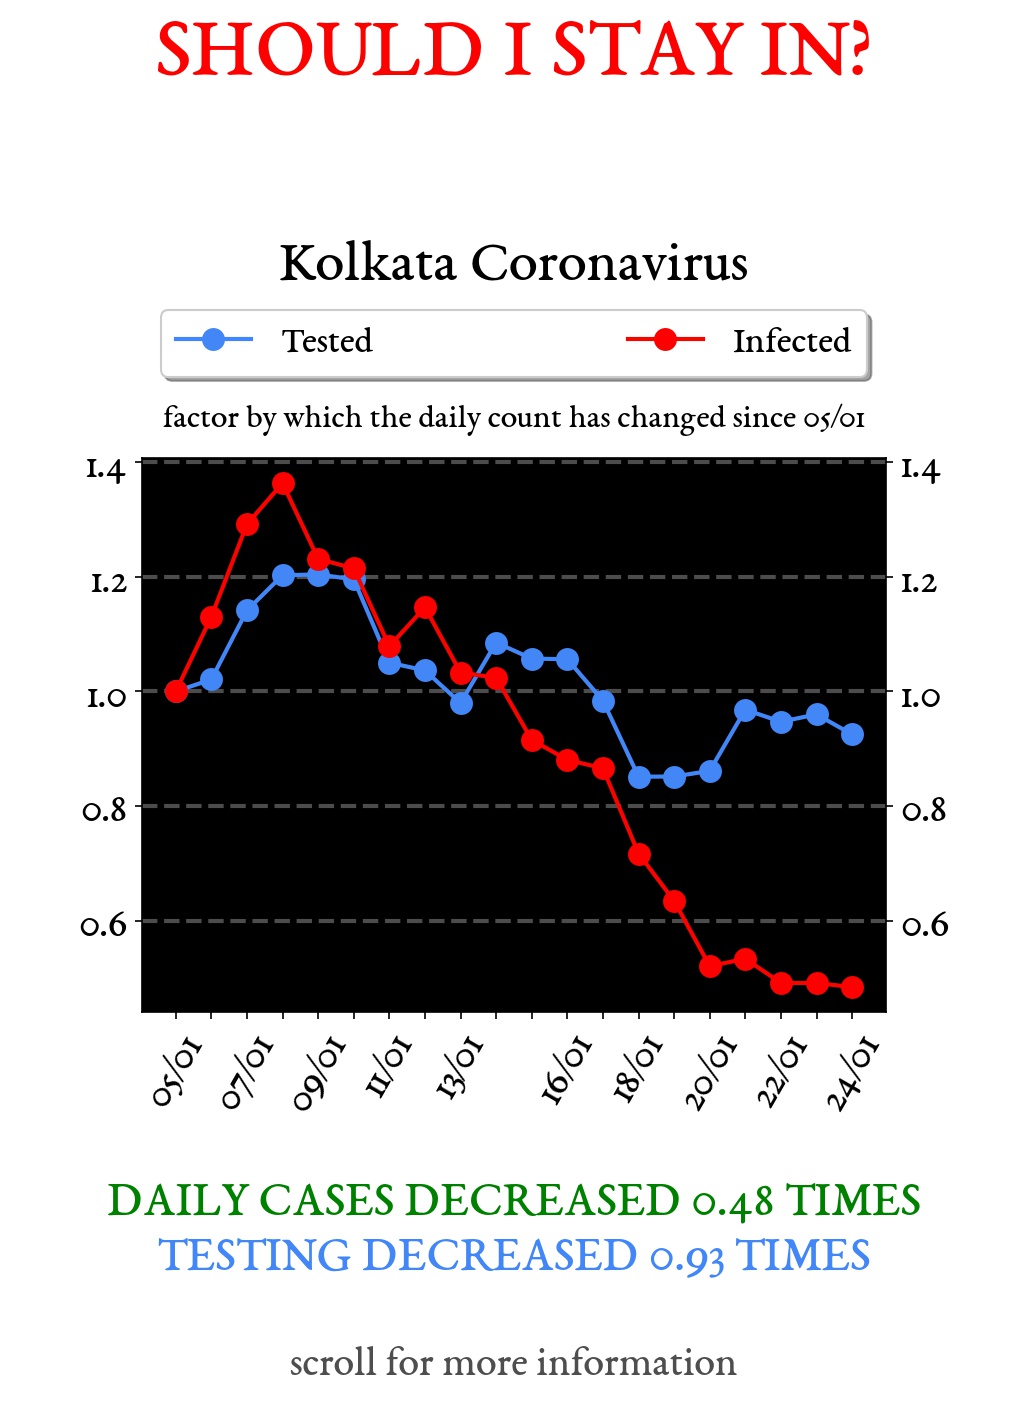 SHOULD I STAY IN?
Kolkata Coronavirus
Tested Infected
factor by which the daily count has changed since 05/01
1.4 1.4
1.2 1.2
1.0 1.0
0.8 0.8
0.6 0.6
05/01 07/01 09/01 11/01 13/01 16/01 18/01 20/01 22/01 24/01
DAILY CASES DECREASED 0.48 TIMES
TESTING DECREASED 0.93 TIMES
scroll for more information